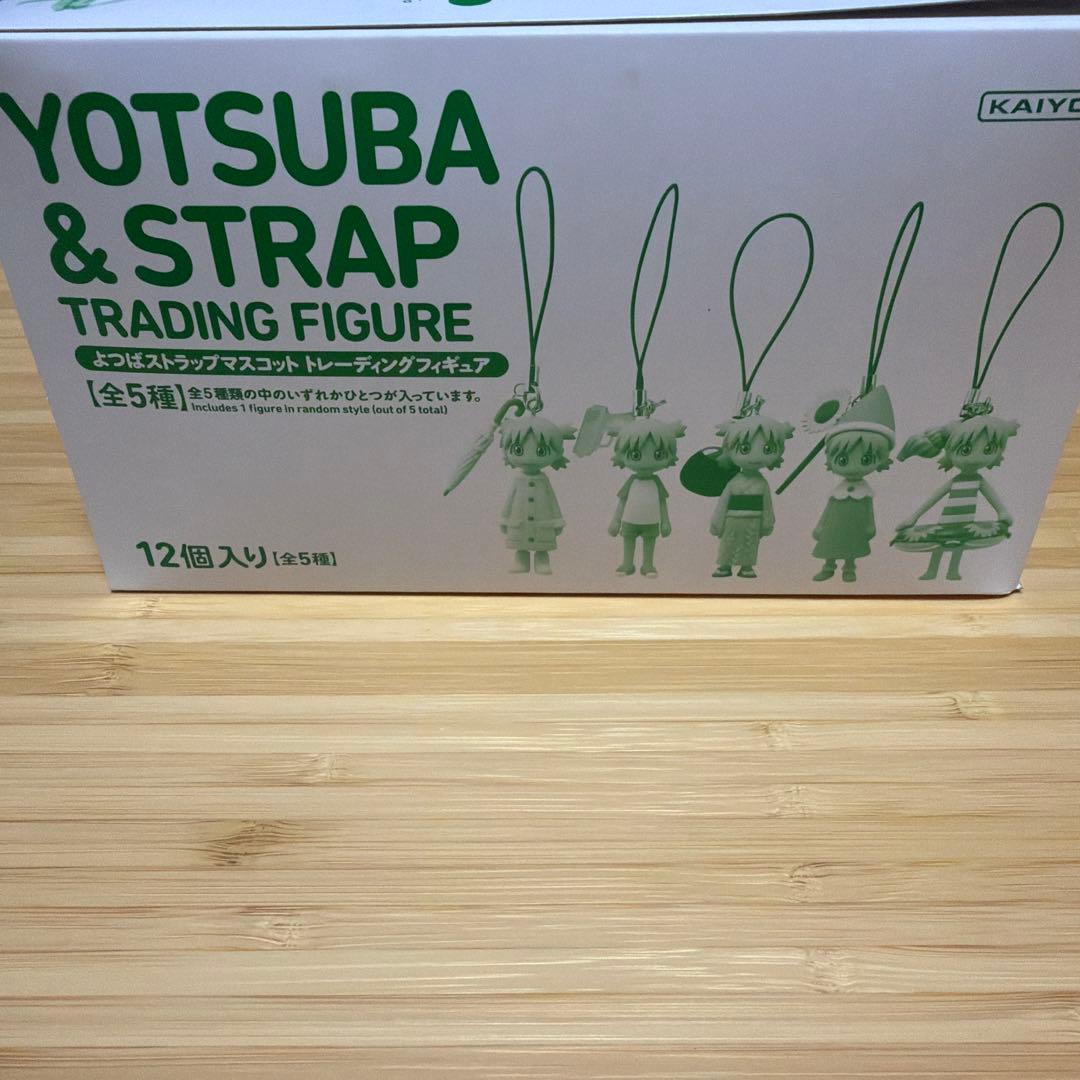 YOTSUBA
& STRAP
TRADING FIGURE
よつばストラップマスコット トレーディングフィギュア
【全5種】全5種類の中のいずれかひとつが入っています。
Includes 1 figure in random style (out of 5 total)
12個入り【全5種】